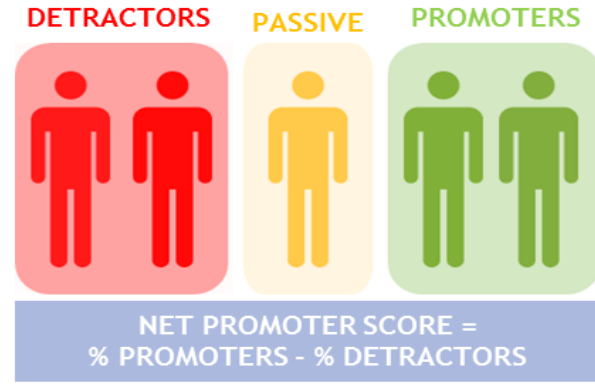 DETRACTORS
PASSIVE
PROMOTERS
NET PROMOTER SCORE =
% PROMOTERS - % DETRACTORS